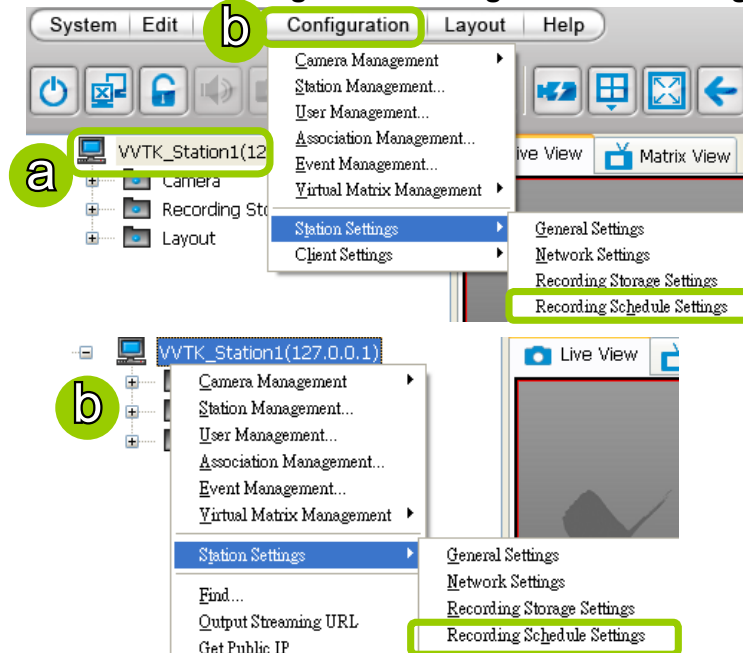 System Edit Configuration Layout Help
b
Camera Management
Station Management...
User Management...
Association Management...
Event Management...
Virtual Matrix Management
Station Settings
Client Settings
General Settings
Network Settings
Recording Storage Settings
Recording Schedule Settings
a
VVTK_Station1(12
Camera
Recording Sto
Layout
ive View
Matrix View
VVTK_Station1(127.0.0.1)
Live View
b
Camera Management
Station Management...
User Management...
Association Management...
Event Management...
Virtual Matrix Management
Station Settings
Find...
Output Streaming URL
Get Public IP
General Settings
Network Settings
Recording Storage Settings
Recording Schedule Settings